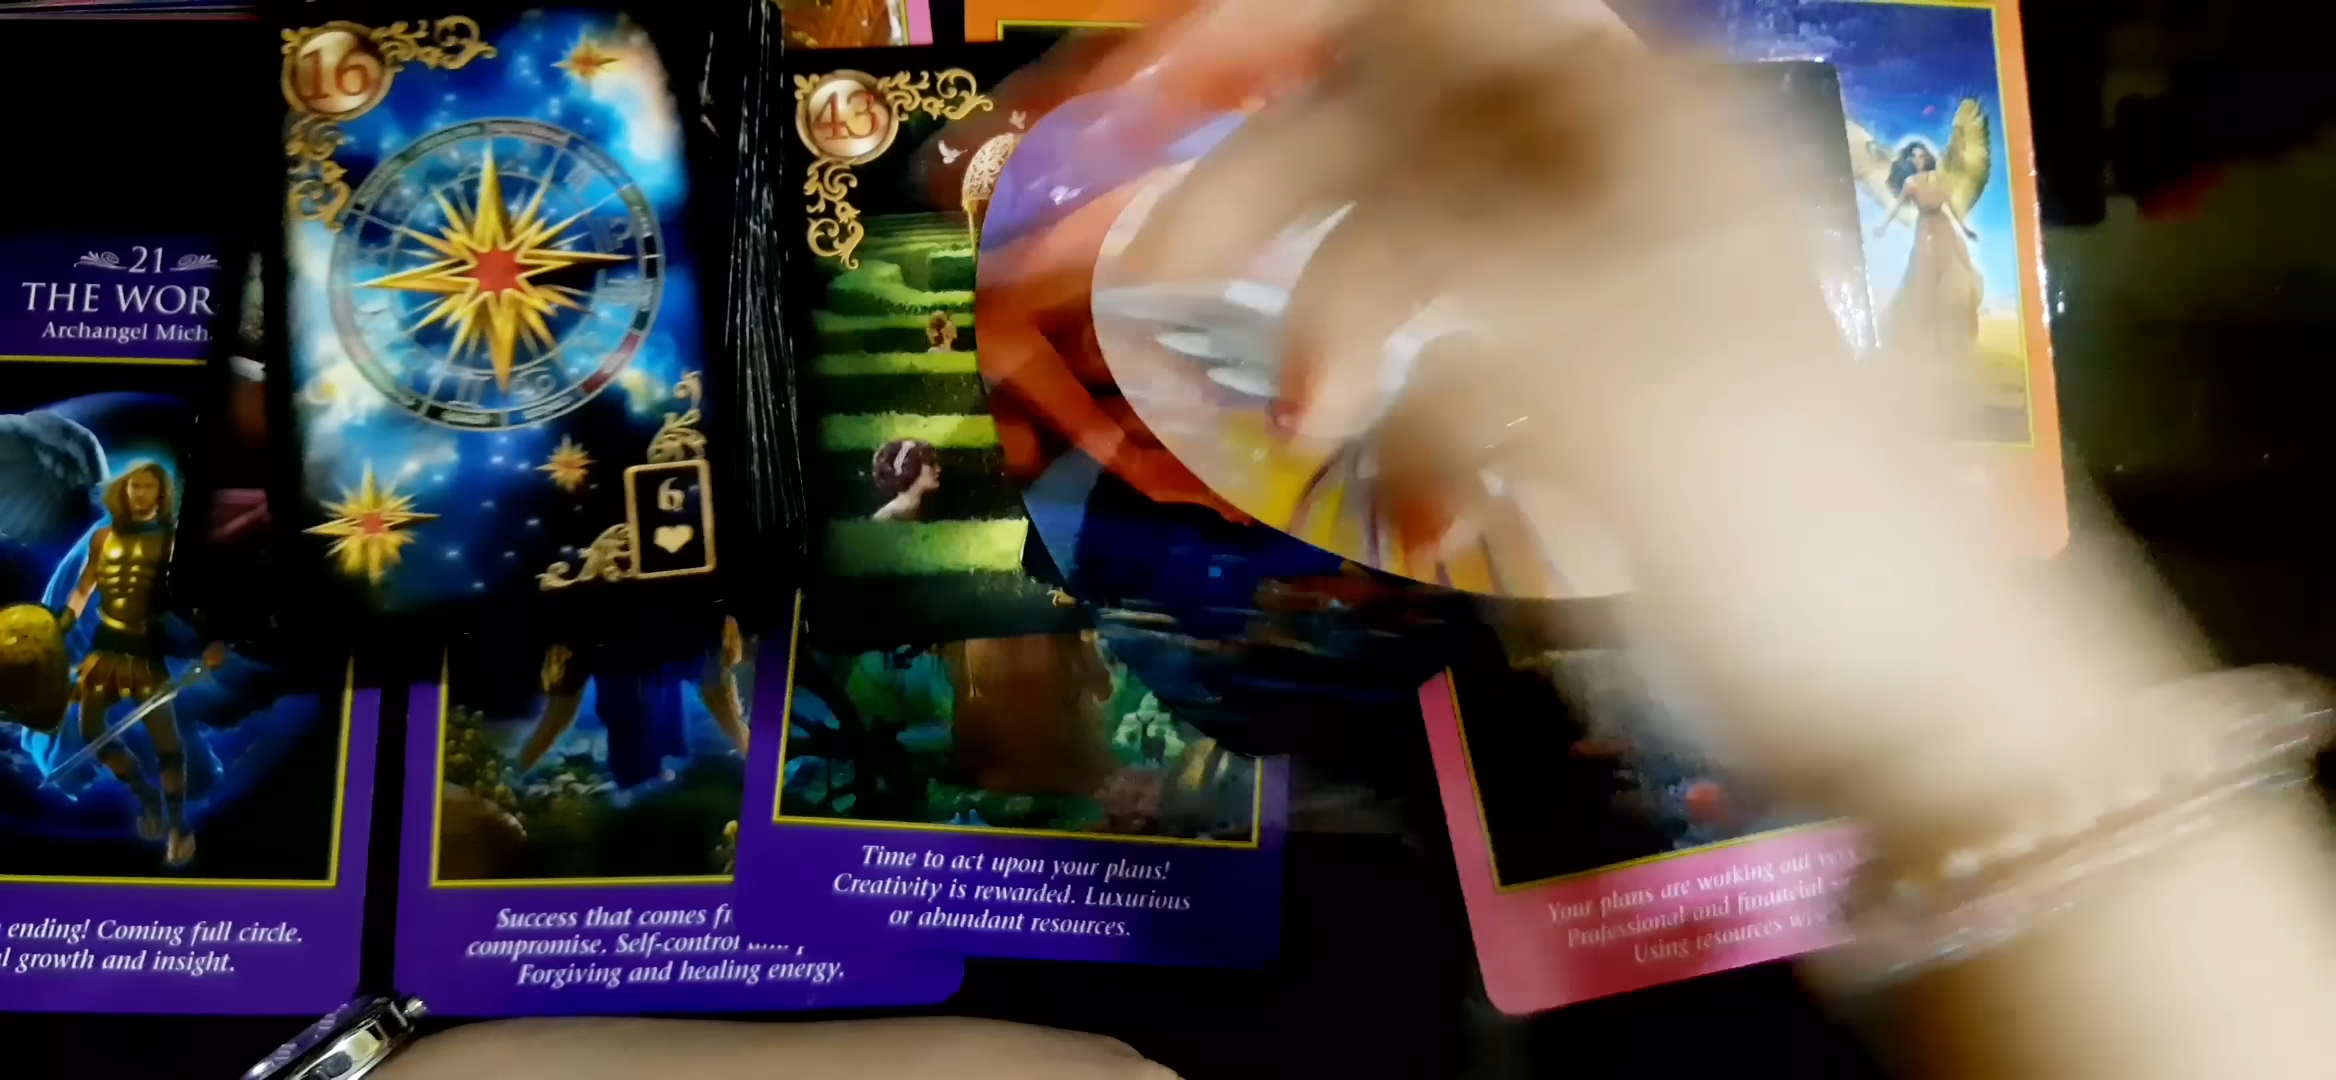 16
6
43
21
THE WOR
Archangel Mich
ending! Coming full circle.
l growth and insight.
Success that comes f
compromise. Self-control
Forgiving and healing energy.
Time to act upon your plans!
Creativity is rewarded. Luxurious
or abundant resources.
Your plans are working out very
Professional and financial
Using resources wi